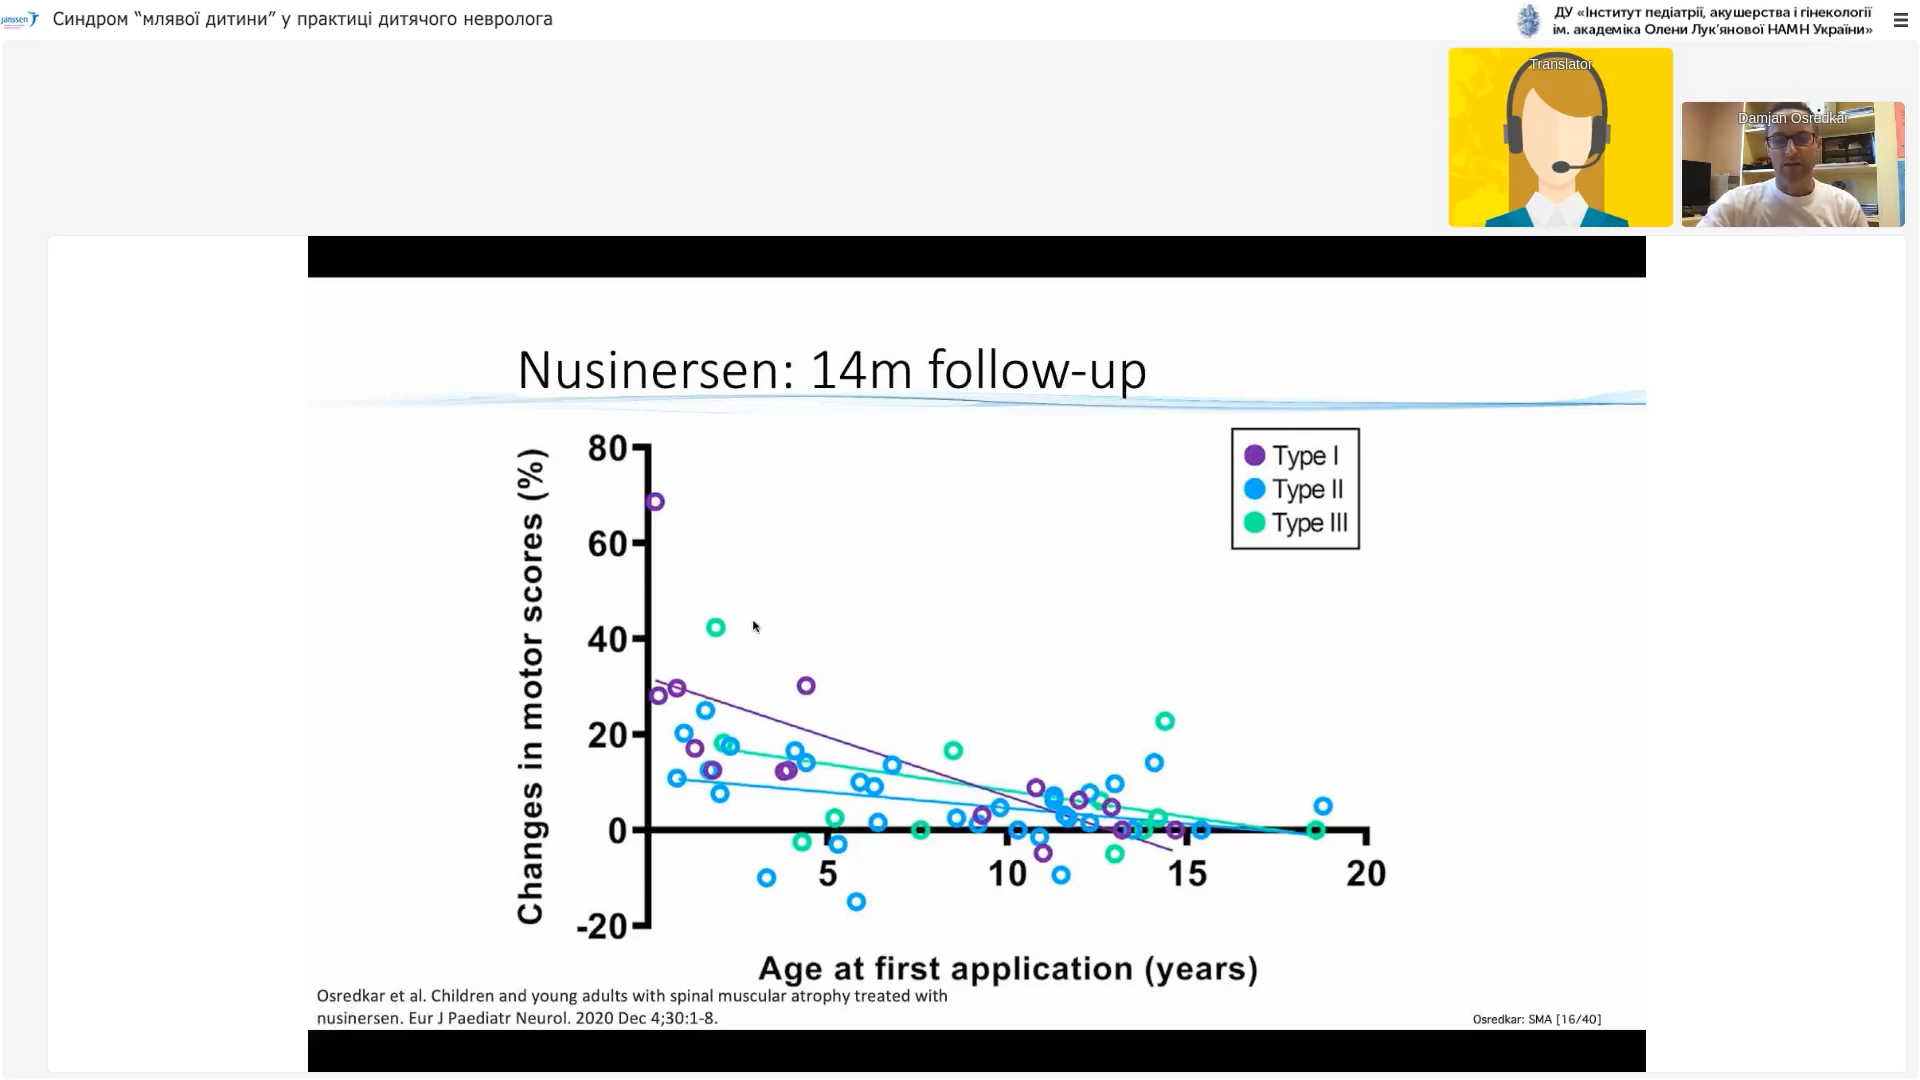 janssen
Синдром “млявої дитини” у практиці дитячого невролога
ДУ «Інститут педіатрії, акушерства і гінекології
ім. академіка Олени Лук’янової НАМН України»
Translator
Damjan Osredkar
Nusinersen: 14m follow-up
Changes in motor scores (%)
80
60
40
20
0
-20
Type I
Type II
Type III
5
10
15
20
Age at first application (years)
Osredkar et al. Children and young adults with spinal muscular atrophy treated with
nusinersen. Eur J Paediatr Neurol. 2020 Dec 4;30:1-8.
Osredkar: SMA [16/40]